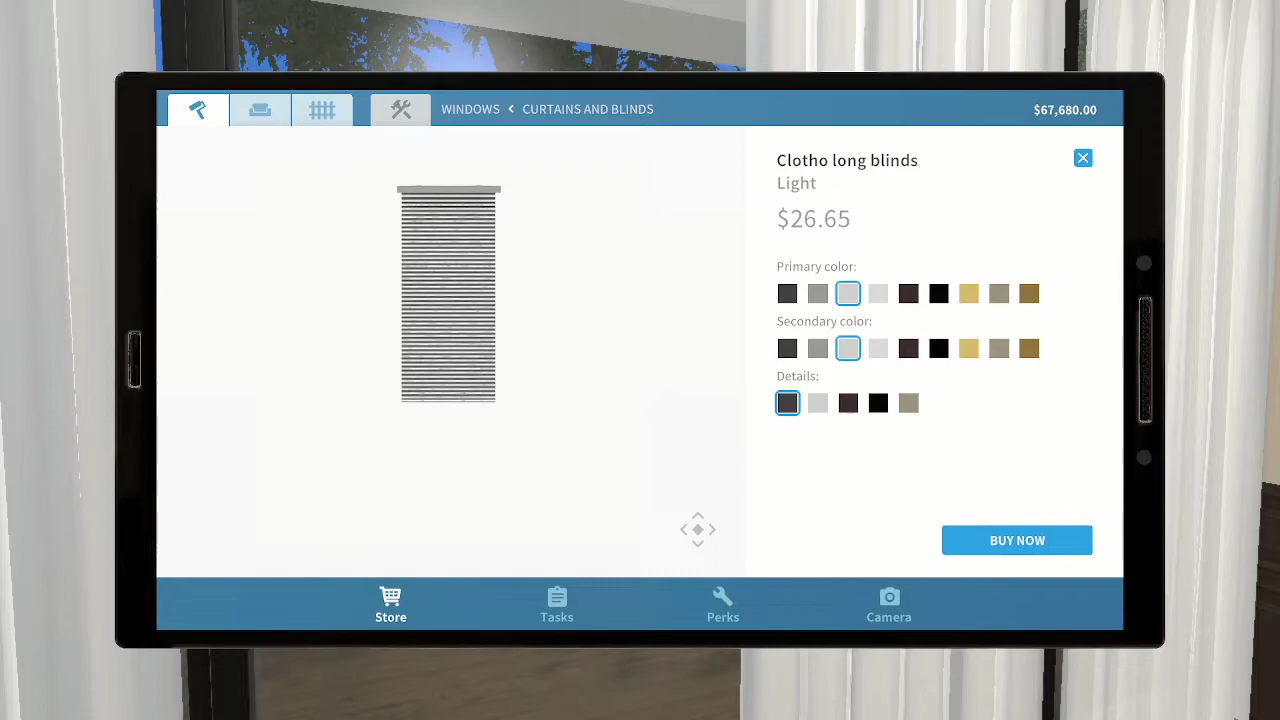 WINDOWS < CURTAINS AND BLINDS
$67,680.00
Clotho long blinds
Light
$26.65
Primary color:
Secondary color:
Details:
BUY NOW
Store
Tasks
Perks
Camera